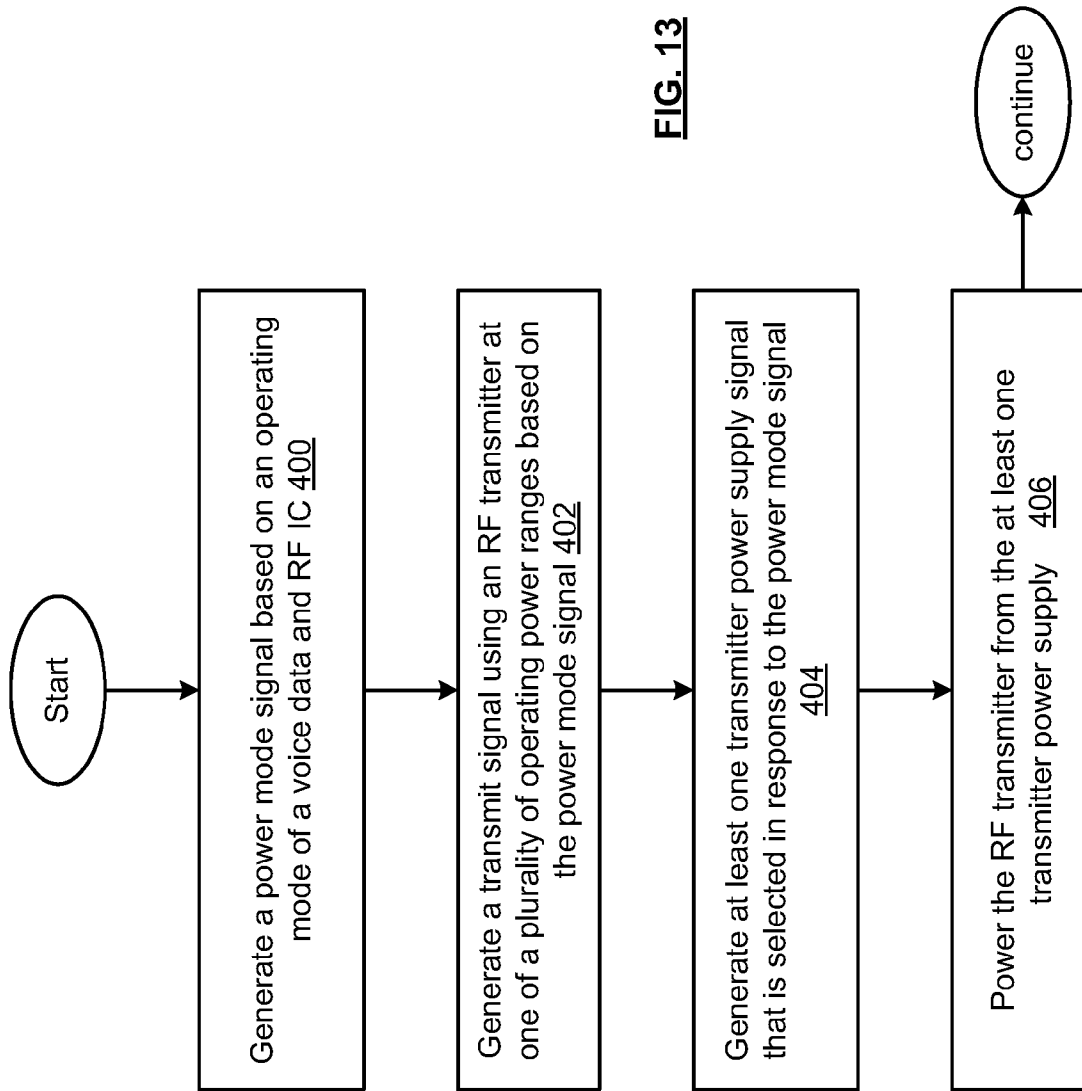 Start
Generate a power mode signal based on an operating
mode of a voice data and RF IC 400
Generate a transmit signal using an RF transmitter at
one of a plurality of operating power ranges based on
the power mode signal 402
Generate at least one transmitter power supply signal
that is selected in response to the power mode signal
404
Power the RF transmitter from the at least one
transmitter power supply 406
continue
FIG. 13